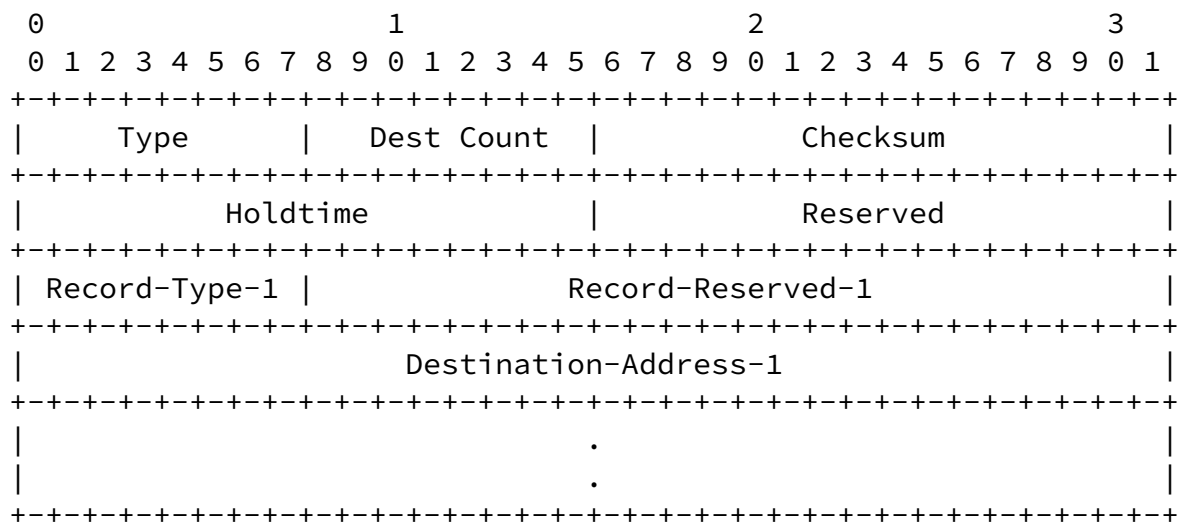 0                   1                   2                   3
 0 1 2 3 4 5 6 7 8 9 0 1 2 3 4 5 6 7 8 9 0 1 2 3 4 5 6 7 8 9 0 1
+-+-+-+-+-+-+-+-+-+-+-+-+-+-+-+-+-+-+-+-+-+-+-+-+-+-+-+-+-+-+-+-+
|     Type      |   Dest Count  |           Checksum            |
+-+-+-+-+-+-+-+-+-+-+-+-+-+-+-+-+-+-+-+-+-+-+-+-+-+-+-+-+-+-+-+-+
|           Holdtime            |           Reserved            |
+-+-+-+-+-+-+-+-+-+-+-+-+-+-+-+-+-+-+-+-+-+-+-+-+-+-+-+-+-+-+-+-+
| Record-Type-1 |              Record-Reserved-1                |
+-+-+-+-+-+-+-+-+-+-+-+-+-+-+-+-+-+-+-+-+-+-+-+-+-+-+-+-+-+-+-+-+
|                     Destination-Address-1                     |
+-+-+-+-+-+-+-+-+-+-+-+-+-+-+-+-+-+-+-+-+-+-+-+-+-+-+-+-+-+-+-+-+
|                               .                               |
|                               .                               |
+-+-+-+-+-+-+-+-+-+-+-+-+-+-+-+-+-+-+-+-+-+-+-+-+-+-+-+-+-+-+-+-+